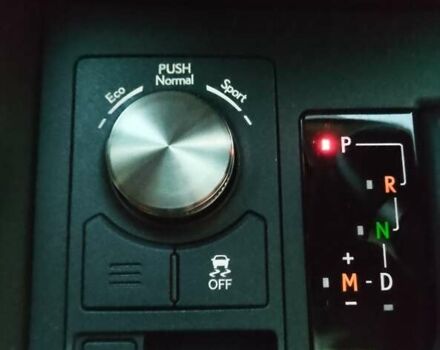 PUSH
Normal
Eco
Sport
OFF
P
R
N
+
M - D
–